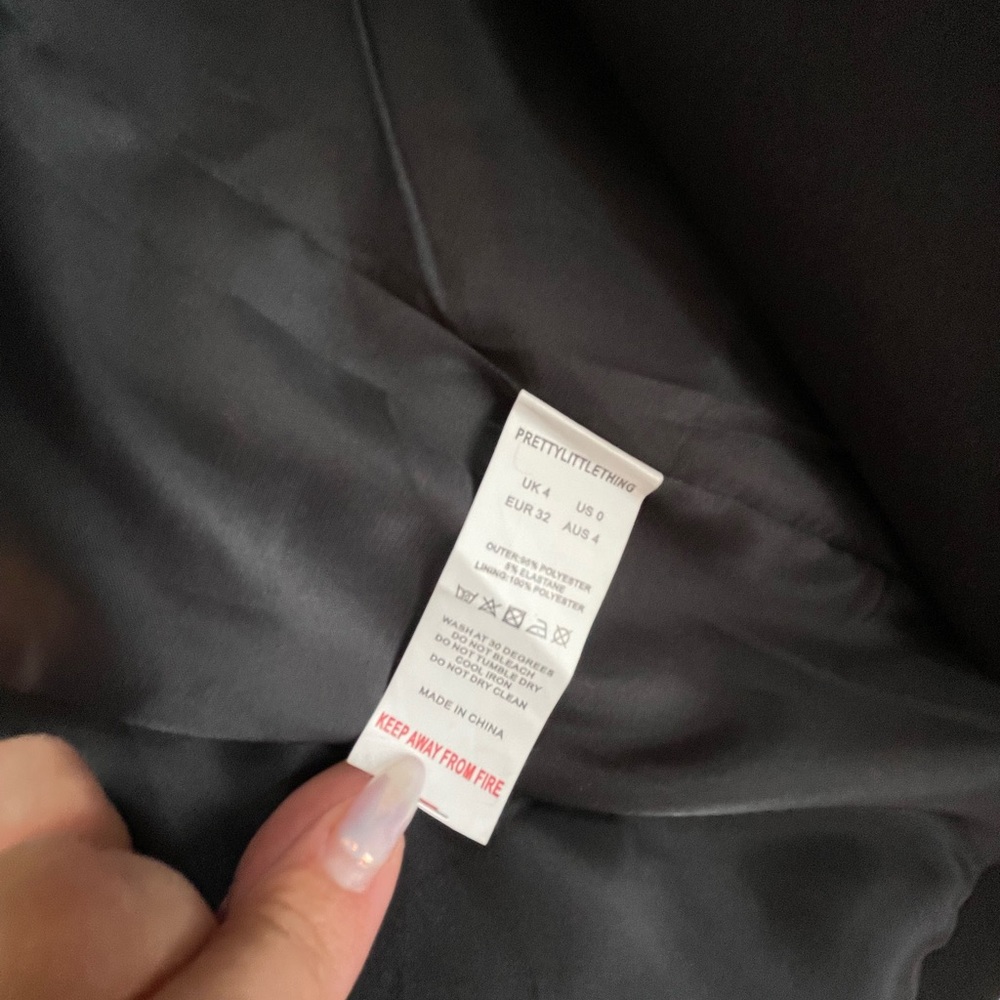 PRETTYLITTLETHING
UK 4 US 0
EUR 32 AUS 4
OUTER:95% POLYESTER
5% ELASTANE
LINING:100% POLYESTER
WASH AT 30 DEGREES
DO NOT BLEACH
DO NOT TUMBLE DRY
COOL IRON
DO NOT DRY CLEAN
MADE IN CHINA
KEEP AWAY FROM FIRE